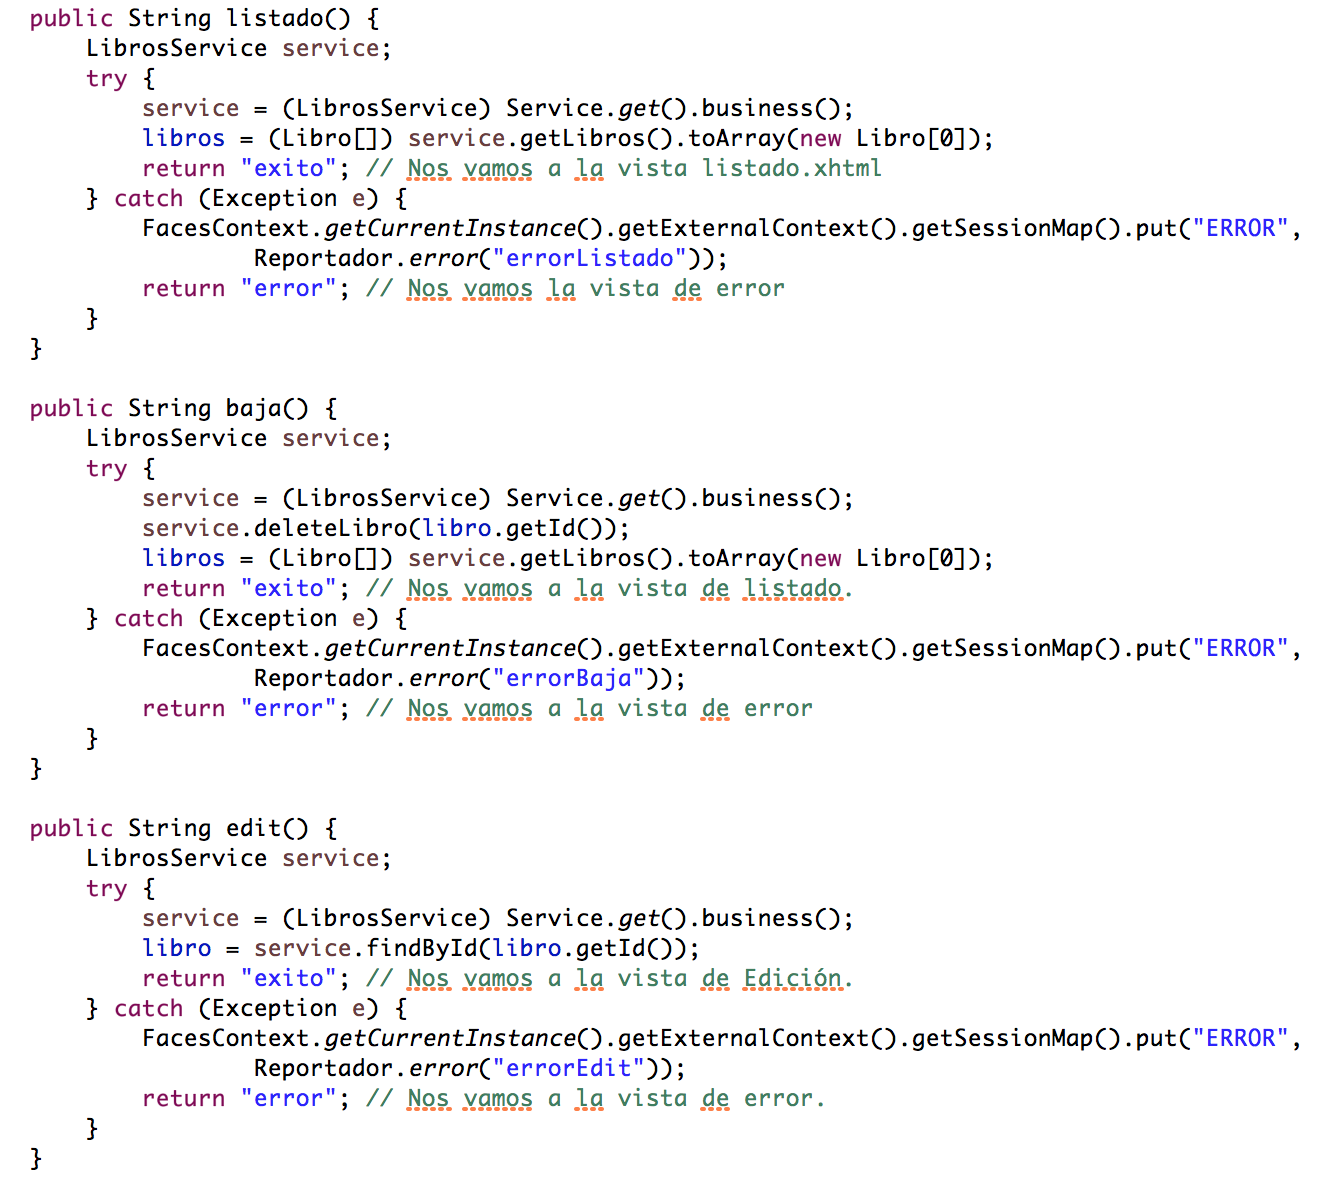 public String listado() {
    LibrosService service;
    try {
        service = (LibrosService) Service.get().business();
        libros = (Libro[]) service.getLibros().toArray(new Libro[0]);
        return "exito"; // Nos vamos a la vista listado.xhtml
    } catch (Exception e) {
        FacesContext.getCurrentInstance().getExternalContext().getSessionMap().put("ERROR",
                Reportador.error("errorListado"));
        return "error"; // Nos vamos la vista de error
    }
}

public String baja() {
    LibrosService service;
    try {
        service = (LibrosService) Service.get().business();
        service.deleteLibro(libro.getId());
        libros = (Libro[]) service.getLibros().toArray(new Libro[0]);
        return "exito"; // Nos vamos a la vista de listado.
    } catch (Exception e) {
        FacesContext.getCurrentInstance().getExternalContext().getSessionMap().put("ERROR",
                Reportador.error("errorBaja"));
        return "error"; // Nos vamos a la vista de error
    }
}

public String edit() {
    LibrosService service;
    try {
        service = (LibrosService) Service.get().business();
        libro = service.findById(libro.getId());
        return "exito"; // Nos vamos a la vista de Edición.
    } catch (Exception e) {
        FacesContext.getCurrentInstance().getExternalContext().getSessionMap().put("ERROR",
                Reportador.error("errorEdit"));
        return "error"; // Nos vamos a la vista de error.
    }
}